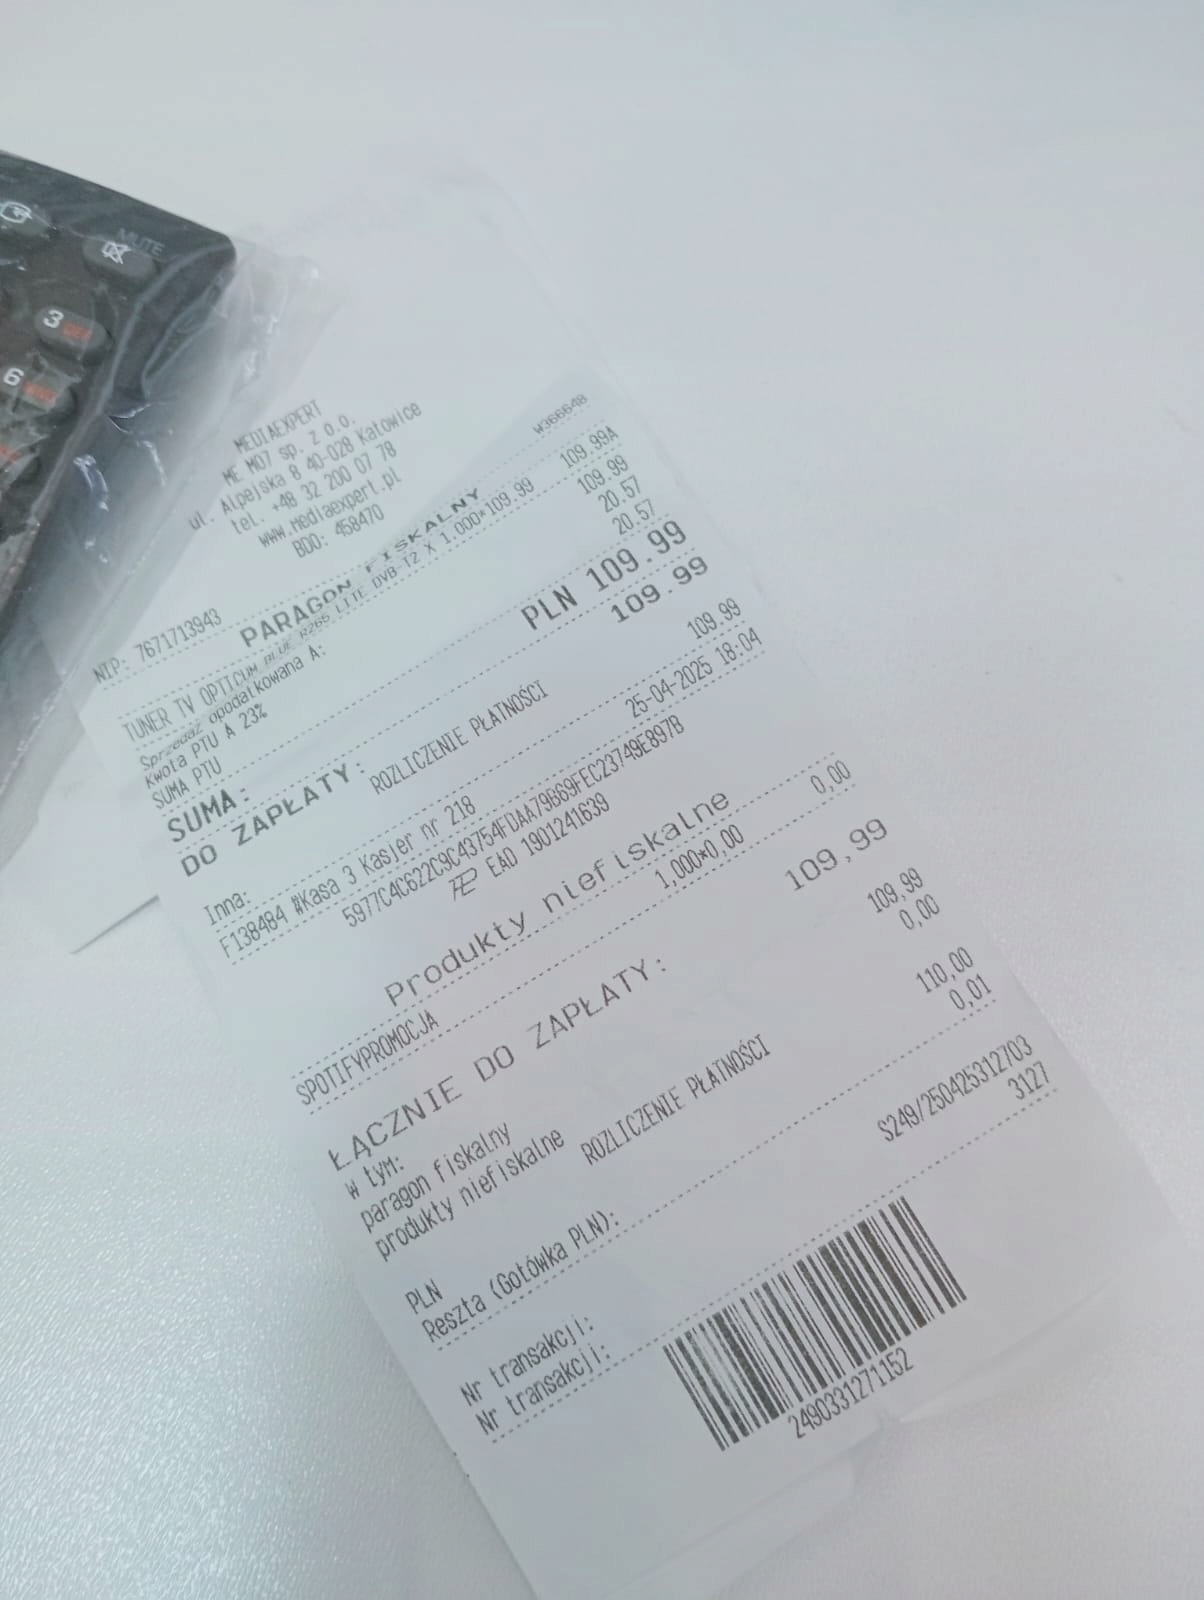 MUTE
3 DEF
6 MNO
MEDIAEXPERT
ME M07 sp. z o.o.
ul. Alpejska 8 40-028 Katowice
tel. +48 32 200 07 78
www.mediaexpert.pl
BDO: 458470
NIP: 7671713943 W366648
PARAGON FISKALNY
TUNER TV OPTICUM BLUE R265 LITE DVB-T2 X 1,000*109.99 109.99A
Sprzedaż opodatkowana A: 109.99
Kwota PTU A 23% 20.57
SUMA PTU 20.57
SUMA: PLN 109.99
DO ZAPŁATY: 109.99
ROZLICZENIE PŁATNOŚCI
Inna: 109.99
F138484 #Kasa 3 Kasjer nr 218 25-04-2025 18:04
5977C4C622C9C43754FDAA79B69FEC23749E897B
EAD 1901241639
Produkty niefiskalne
SPOTIFYPROMOCJA 1,000*0,00 0,00
ŁĄCZNIE DO ZAPŁATY: 109,99
w tym:
paragon fiskalny 109,99
produkty niefiskalne 0,00
ROZLICZENIE PŁATNOŚCI
PLN 110,00
Reszta (Gotówka PLN): 0,01
Nr transakcji: S249/250425312703
Nr transakcji: 3127
2490331271152